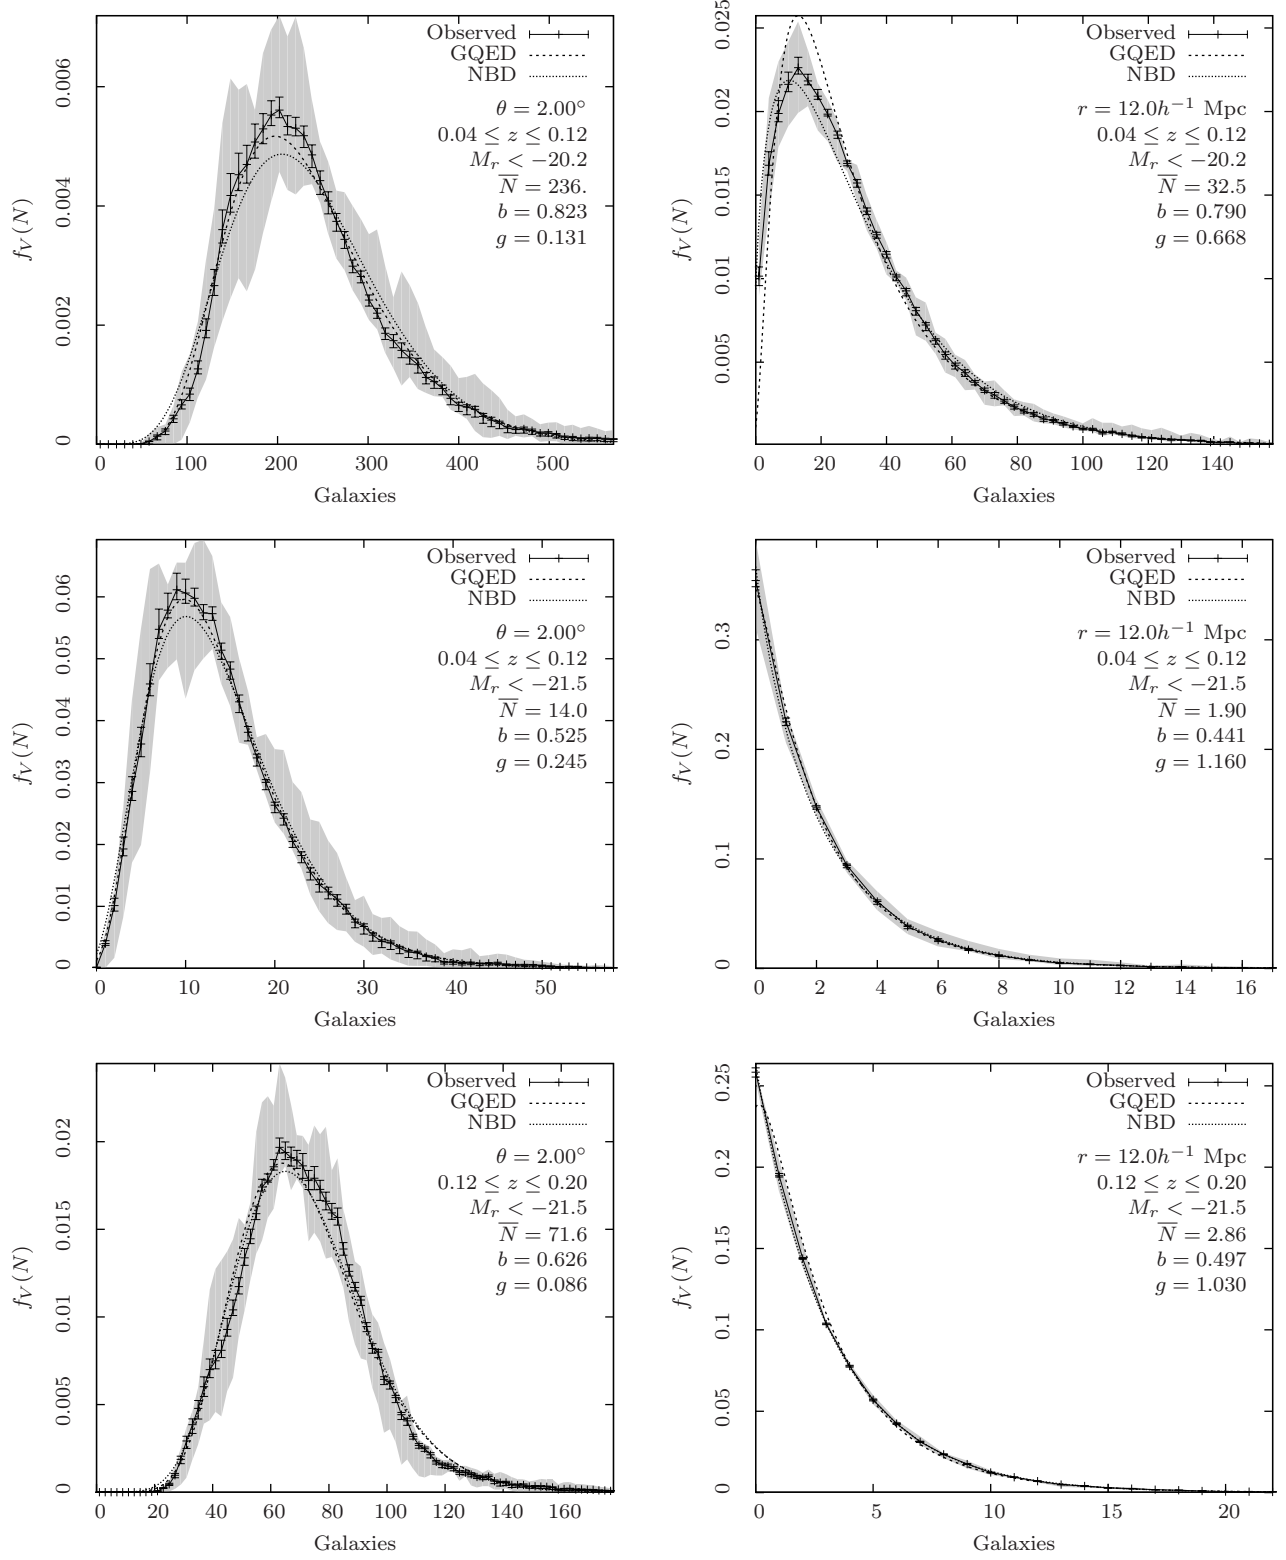 Observed
GQED
NBD
θ = 2.00°
0.04 ≤ z ≤ 0.12
M_r < −20.2
N̅ = 236.
b = 0.823
g = 0.131
f_V(N)
0.006
0.004
0.002
0
0 100 200 300 400 500
Galaxies
Observed
GQED
NBD
r = 12.0h⁻¹ Mpc
0.04 ≤ z ≤ 0.12
M_r < −20.2
N̅ = 32.5
b = 0.790
g = 0.668
f_V(N)
0.025
0.02
0.015
0.01
0.005
0 20 40 60 80 100 120 140
Galaxies
Observed
GQED
NBD
θ = 2.00°
0.04 ≤ z ≤ 0.12
M_r < −21.5
N̅ = 14.0
b = 0.525
g = 0.245
f_V(N)
0.06
0.05
0.04
0.03
0.02
0.01
0
0 10 20 30 40 50
Galaxies
Observed
GQED
NBD
r = 12.0h⁻¹ Mpc
0.04 ≤ z ≤ 0.12
M_r < −21.5
N̅ = 1.90
b = 0.441
g = 1.160
f_V(N)
0.3
0.2
0.1
0
0 2 4 6 8 10 12 14 16
Galaxies
Observed
GQED
NBD
θ = 2.00°
0.12 ≤ z ≤ 0.20
M_r < −21.5
N̅ = 71.6
b = 0.626
g = 0.086
f_V(N)
0.02
0.015
0.01
0.005
0
0 20 40 60 80 100 120 140 160
Galaxies
Observed
GQED
NBD
r = 12.0h⁻¹ Mpc
0.12 ≤ z ≤ 0.20
M_r < −21.5
N̅ = 2.86
b = 0.497
g = 1.030
f_V(N)
0.25
0.2
0.15
0.1
0.05
0
0 5 10 15 20
Galaxies